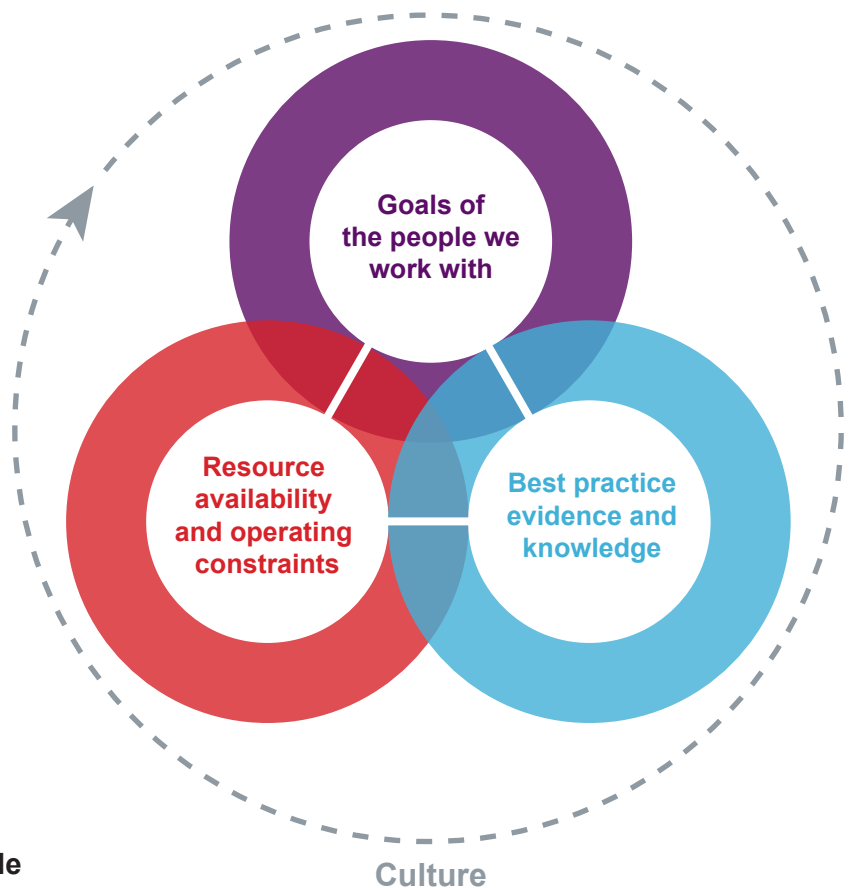 Goals of
the people we
work with
Resource
availability
and operating
constraints
Best practice
evidence and
knowledge
Culture